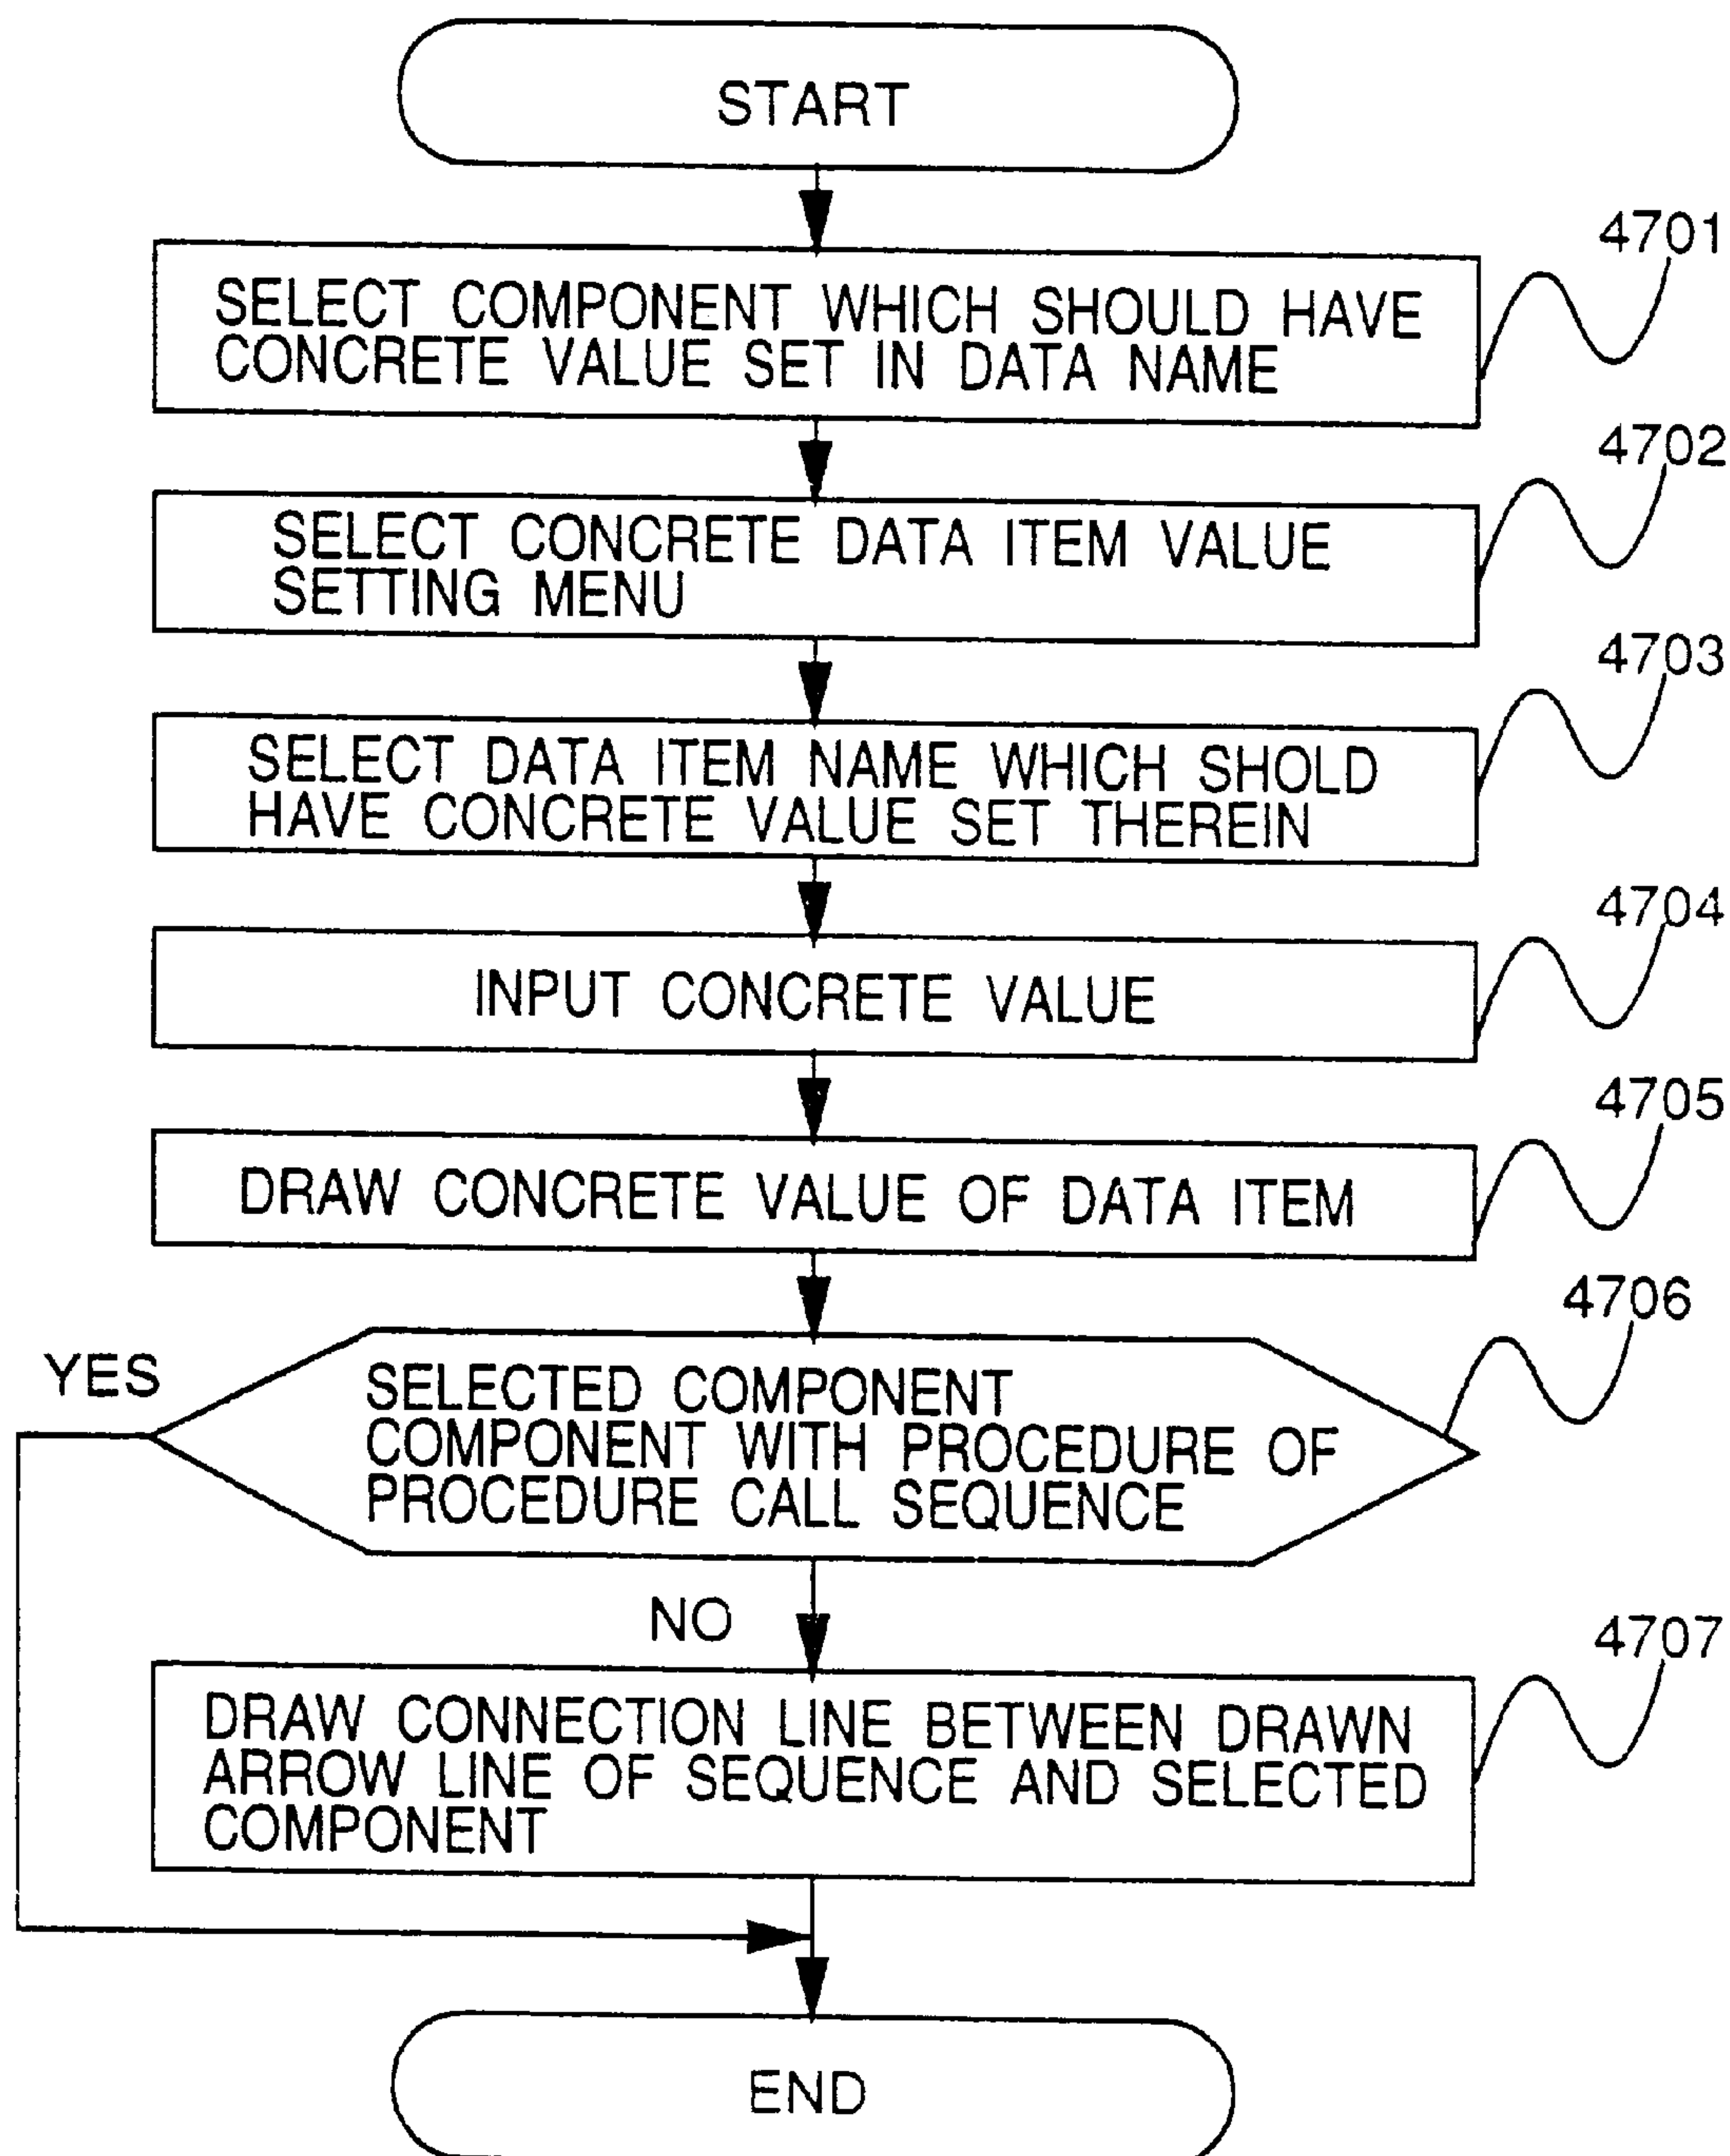 START
4701
SELECT COMPONENT WHICH SHOULD HAVE
CONCRETE VALUE SET IN DATA NAME
4702
SELECT CONCRETE DATA ITEM VALUE
SETTING MENU
4703
SELECT DATA ITEM NAME WHICH SHOLD
HAVE CONCRETE VALUE SET THEREIN
4704
INPUT CONCRETE VALUE
4705
DRAW CONCRETE VALUE OF DATA ITEM
4706
YES
SELECTED COMPONENT
COMPONENT WITH PROCEDURE OF
PROCEDURE CALL SEQUENCE
NO
4707
DRAW CONNECTION LINE BETWEEN DRAWN
ARROW LINE OF SEQUENCE AND SELECTED
COMPONENT
END